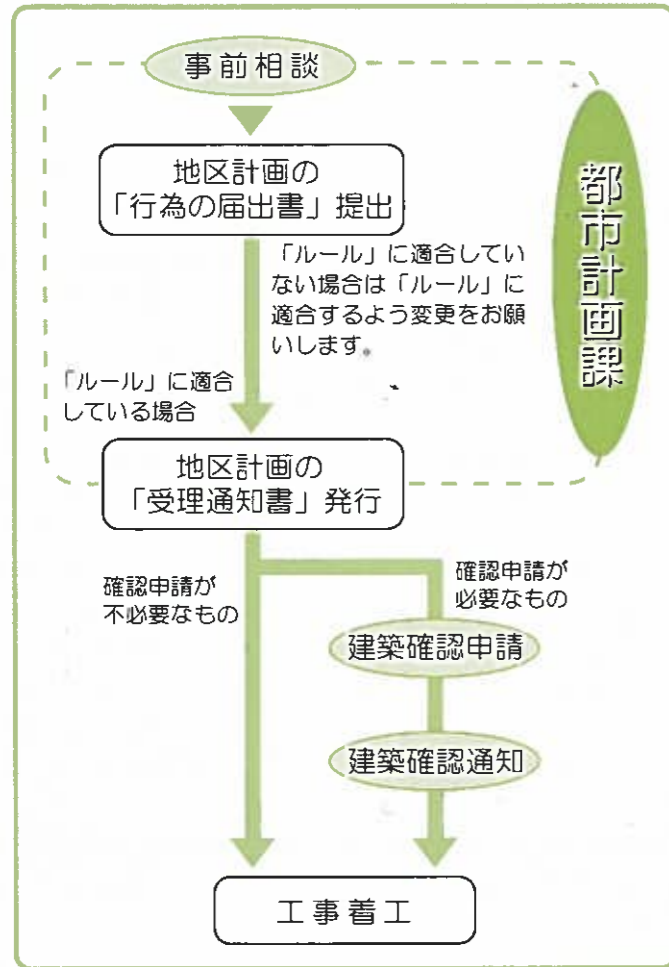 事前相談
地区計画の
「行為の届出書」提出
「ルール」に適合してい
ない場合は「ルール」に
適合するよう変更をお願
いします。
都市計画課
「ルール」に適合
している場合
地区計画の
「受理通知書」発行
確認申請が
不必要なもの
確認申請が
必要なもの
建築確認申請
建築確認通知
工事着工